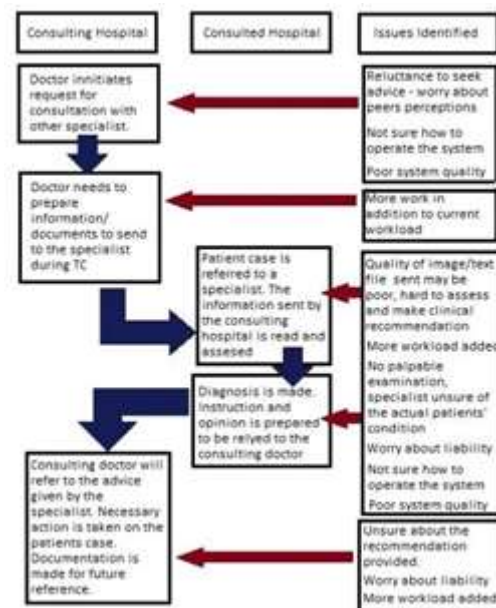 Consulting Hospital
Consulted Hospital
Issues Identified
Doctor innitiates
request for
consultation with
other specialist.
Reluctance to seek
advice - worry about
peers perceptions
Not sure how to
operate the system
Poor system quality
Doctor needs to
prepare
information/
documents to send
to the specialist
during TC
More work in
addition to current
workload
Patient case is
referred to a
specialist. The
information sent by
the consulting
hospital is read and
assesed
Quality of image/text
file sent may be
poor, hard to assess
and make clinical
recommendation
More workload added
No palpable
examination,
specialist unsure of
the actual patients'
condition
Worry about liability
Not sure how to
operate the system
Poor system quality
Diagnosis is made.
Instruction and
opinion is prepared
to be relyed to the
consulting doctor
Consulting doctor will
refer to the advice
given by the
specialist. Necessary
action is taken on the
patients case.
Documentation is
made for future
reference.
Unsure about the
recommendation
provided.
Worry about liability
More workload added